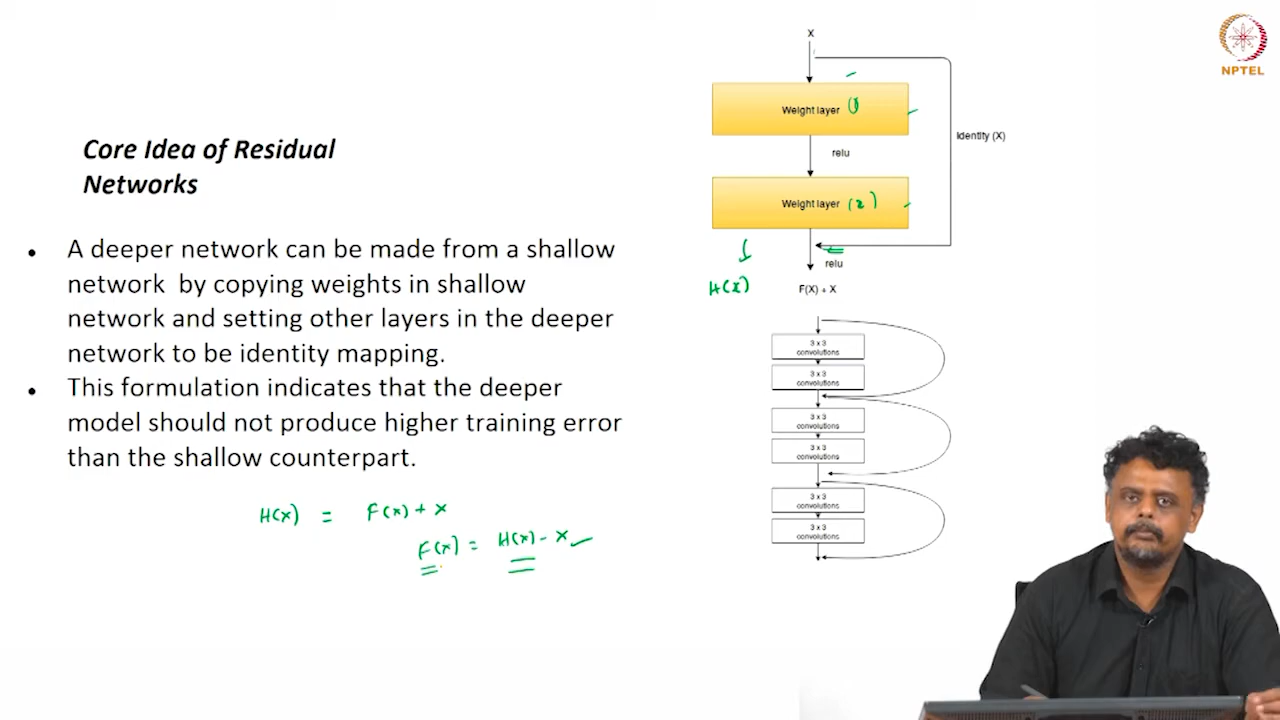 NPTEL
Core Idea of Residual
Networks
• A deeper network can be made from a shallow
network by copying weights in shallow
network and setting other layers in the deeper
network to be identity mapping.
• This formulation indicates that the deeper
model should not produce higher training error
than the shallow counterpart.
H(x) = F(x) + x
F(x) = H(x) - x
X
Weight layer (1)
Identity (X)
relu
Weight layer (2)
relu
H(x) F(X) + X
3 x 3
convolutions
3 x 3
convolutions
3 x 3
convolutions
3 x 3
convolutions
3 x 3
convolutions
3 x 3
convolutions